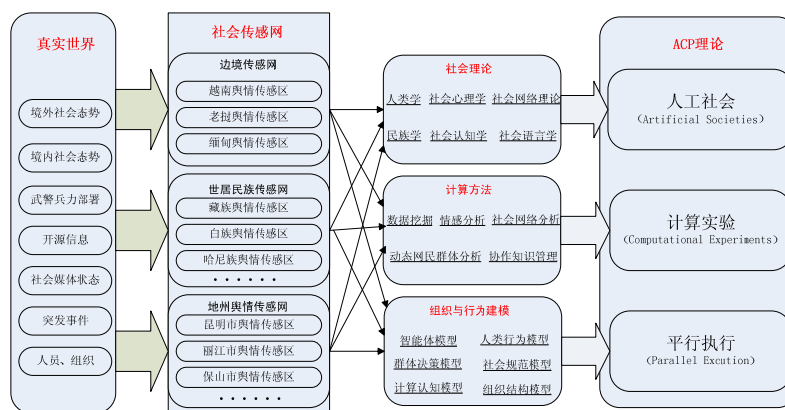 真实世界
境外社会态势
境内社会态势
武警兵力部署
开源信息
社会媒体状态
突发事件
人员、组织
社会传感网
边境传感网
越南舆情传感区
老挝舆情传感区
缅甸舆情传感区
世居民族传感网
藏族舆情传感区
白族舆情传感区
哈尼族舆情传感区
······
地州舆情传感网
昆明市舆情传感区
丽江市舆情传感区
保山市舆情传感区
······
社会理论
人类学 社会心理学 社会网络理论
民族学 社会认知学 社会语言学
计算方法
数据挖掘 情感分析 社会网络分析
动态网民群体分析 协作知识管理
组织与行为建模
智能体模型 人类行为模型
群体决策模型 社会规范模型
计算认知模型 组织结构模型
ACP理论
人工社会
(Artificial Societies)
计算实验
(Computational Experiments)
平行执行
(Parallel Excution)